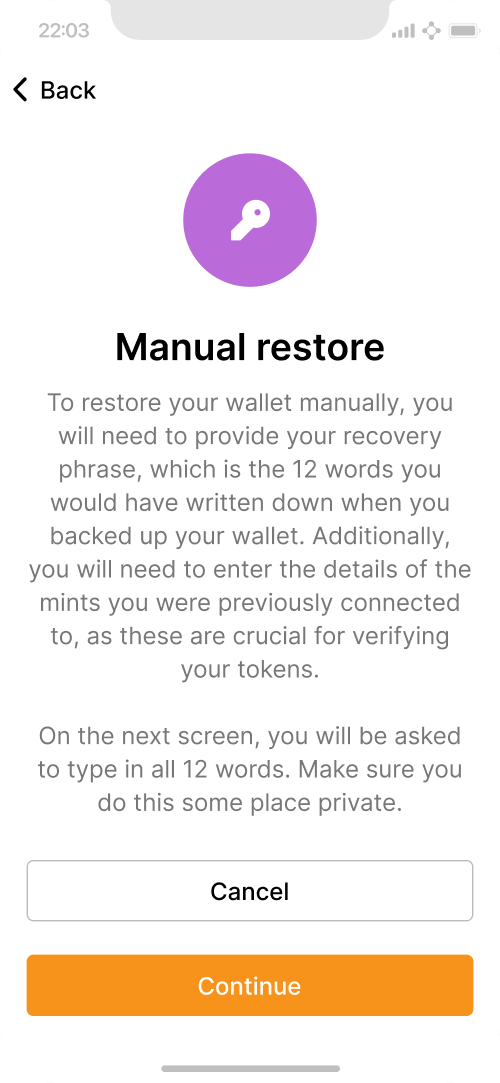 22:03
Back
Manual restore
To restore your wallet manually, you
will need to provide your recovery
phrase, which is the 12 words you
would have written down when you
backed up your wallet. Additionally,
you will need to enter the details of the
mints you were previously connected
to, as these are crucial for verifying
your tokens.
On the next screen, you will be asked
to type in all 12 words. Make sure you
do this some place private.
Cancel
Continue